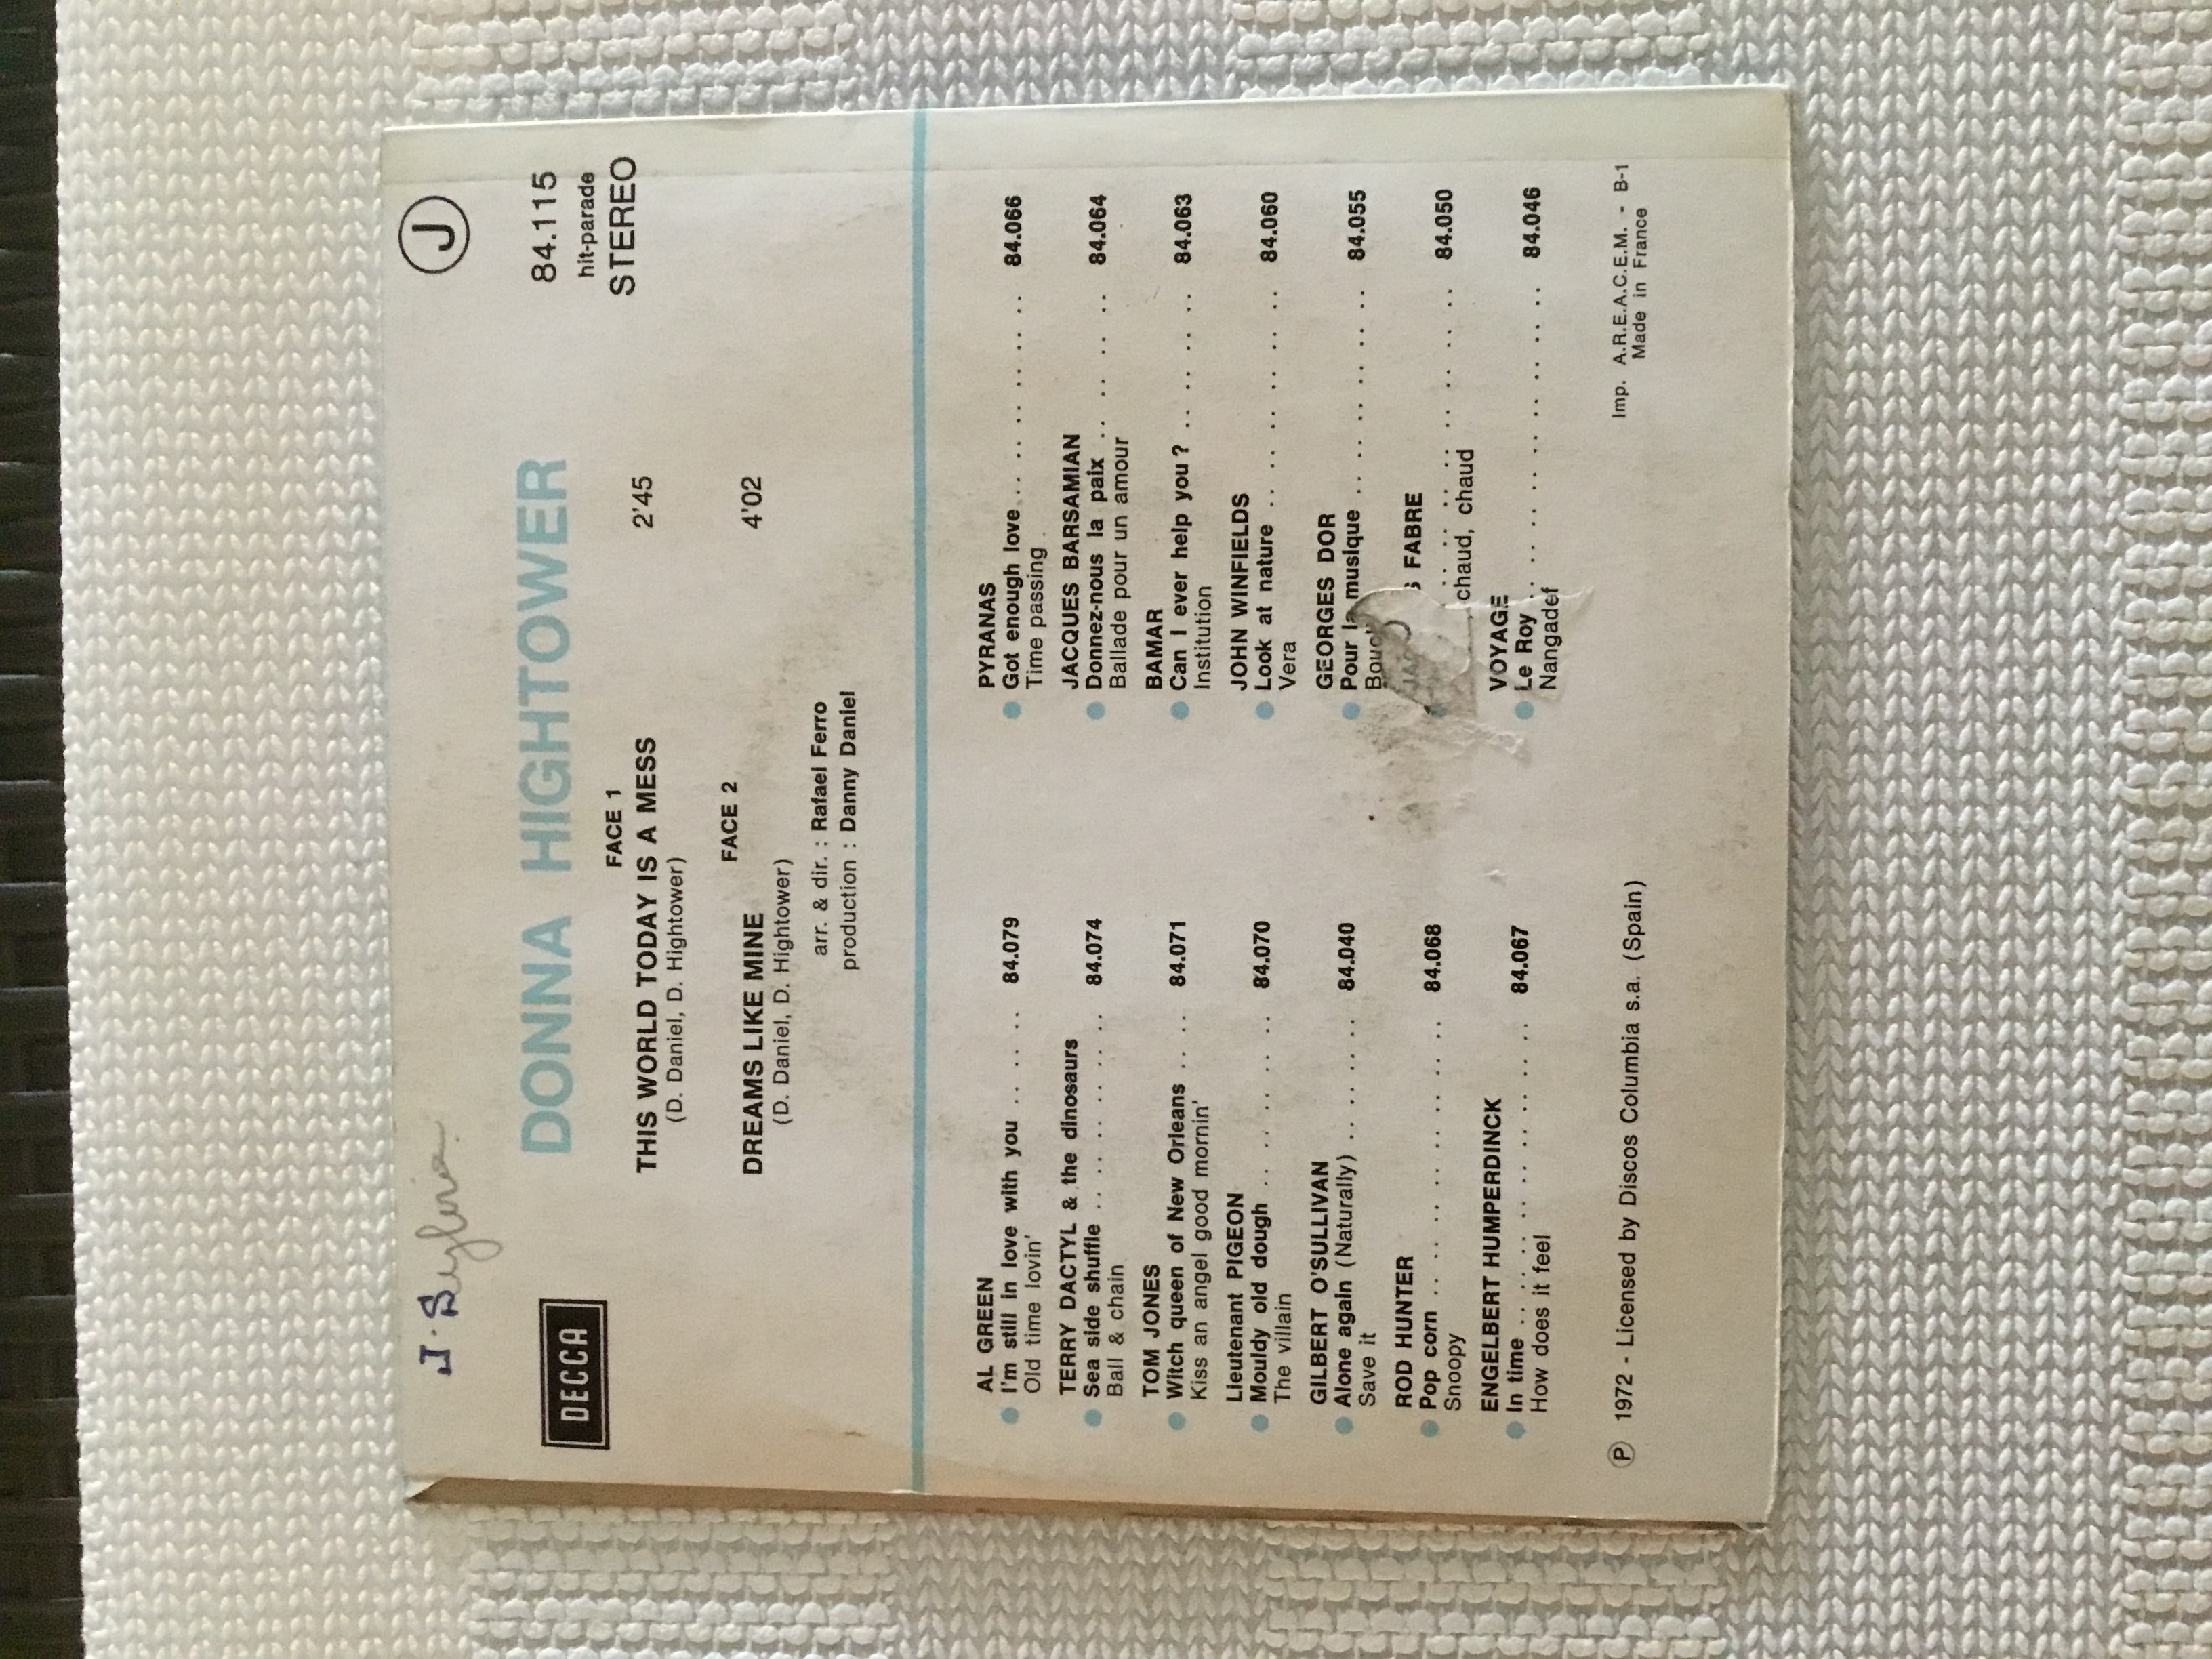 J. Seylvia
J
DECCA
DONNA HIGHTOWER
84.115
hit-parade
STEREO
FACE 1
THIS WORLD TODAY IS A MESS 2'45
(D. Daniel, D. Hightower)
FACE 2
DREAMS LIKE MINE 4'02
(D. Daniel, D. Hightower)
arr. & dir. : Rafael Ferro
production : Danny Daniel
AL GREEN
● I'm still in love with you . . . . . 84.079
Old time lovin'
TERRY DACTYL & the dinosaurs
● Sea side shuffle . . . . . . . . . 84.074
Ball & chain
TOM JONES
● Witch queen of New Orleans . . . . 84.071
Kiss an angel good mornin'
Lieutenant PIGEON
● Mouldy old dough . . . . . . . . 84.070
The villain
GILBERT O'SULLIVAN
● Alone again (Naturally) . . . . . . 84.040
Save it
ROD HUNTER
● Pop corn . . . . . . . . . . . . 84.068
Snoopy
ENGELBERT HUMPERDINCK
● In time . . . . . . . . . . . . . 84.067
How does it feel
PYRANAS
● Got enough love . . . . . . . . . 84.066
Time passing
JACQUES BARSAMIAN
● Donnez-nous la paix . . . . . . . 84.064
Ballade pour un amour
BAMAR
● Can I ever help you ? . . . . . . 84.063
Institution
JOHN WINFIELDS
● Look at nature . . . . . . . . . 84.060
Vera
GEORGES DOR
● Pour la musique . . . . . . . . . 84.055
FABRE
● . . . . . . . . . . 84.050
chaud, chaud
VOYAGE
● Le Roy . . . . . . . . . . . . . 84.046
Nangadef
Ⓟ 1972 - Licensed by Discos Columbia s.a. (Spain)
Imp. A.R.E.A.C.E.M. - B-1
Made in France